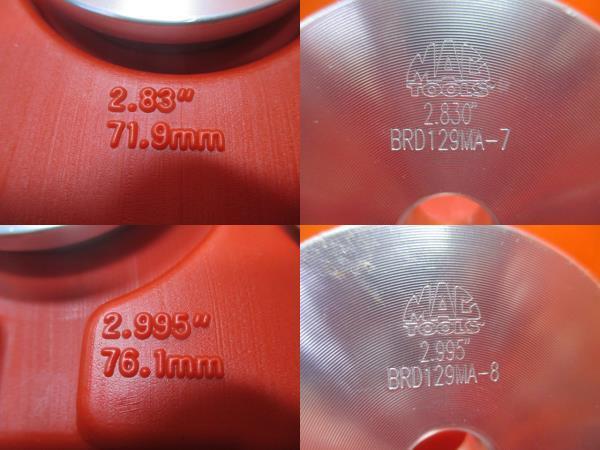 2.83"
71.9mm
MAC
TOOLS
2.830"
BRD129MA-7
2.995"
76.1mm
MAC
TOOLS
2.995"
BRD129MA-8